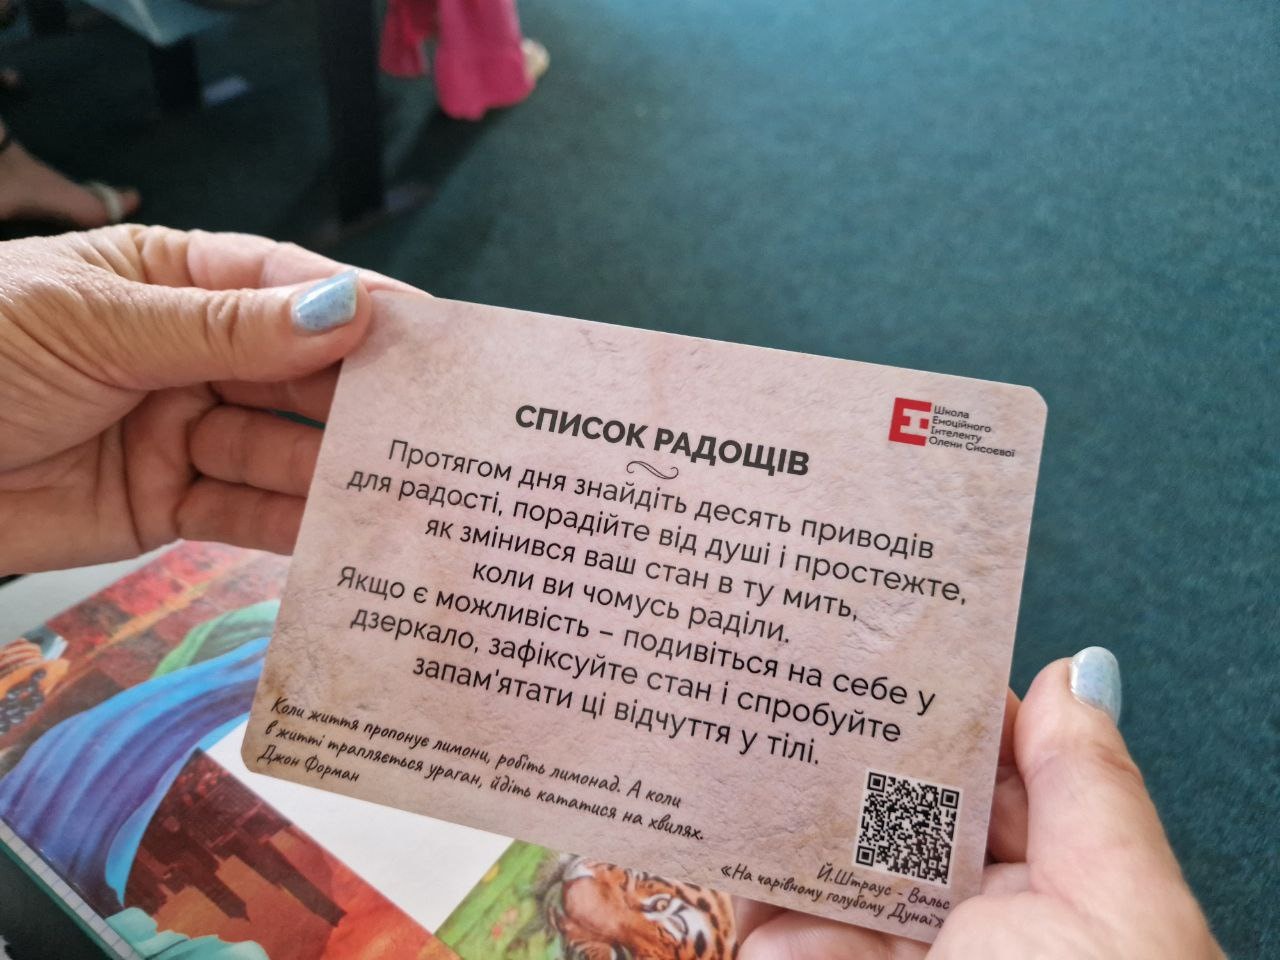 Школа
Емоційного
Інтелекту
Олени Сисоєвої
СПИСОК РАДОЩІВ
Протягом дня знайдіть десять приводів
для радості, порадійте від душі і простежте,
як змінився ваш стан в ту мить,
коли ви чомусь раділи.
Якщо є можливість – подивіться на себе у
дзеркало, зафіксуйте стан і спробуйте
запам'ятати ці відчуття у тілі.
Коли життя пропонує лимони, робіть лимонад. А коли
в житті трапляється ураган, йдіть кататися на хвилях.
Джон Форман
Й.Штраус - Вальс
«На чарівному голубому Дунаї»